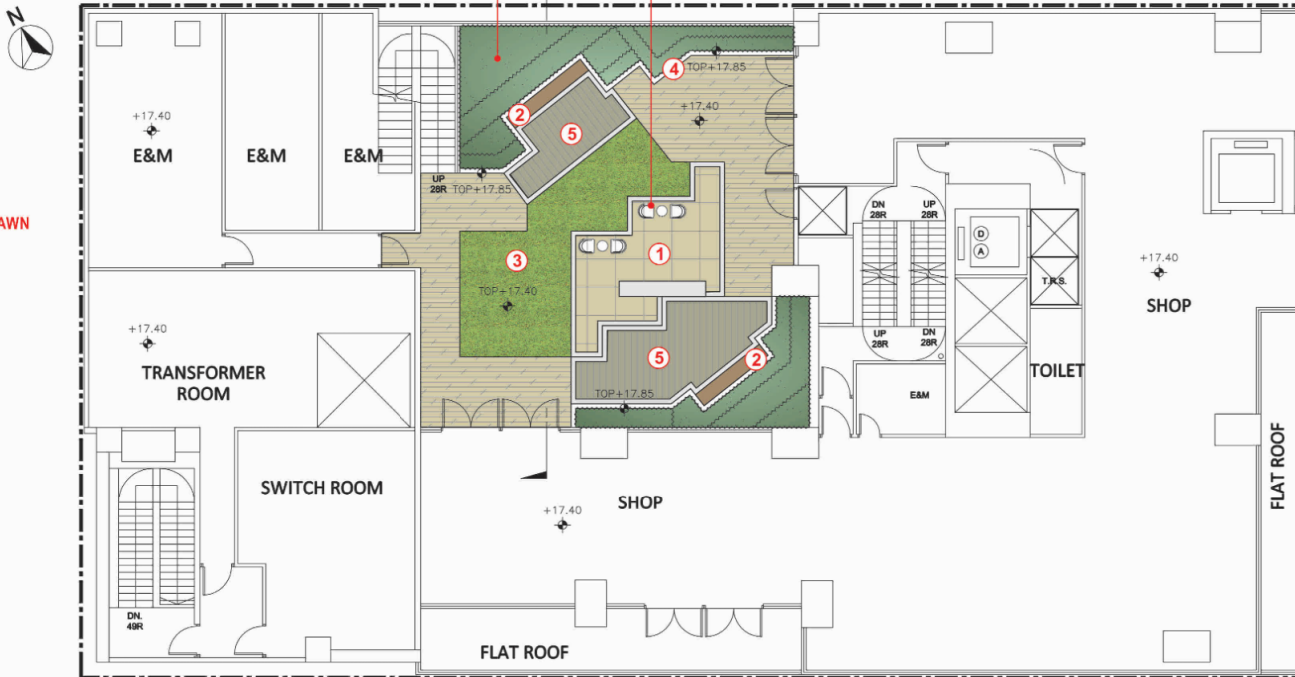 N
4
TOP+17.85
2
+17.40
+17.40
5
E&M
E&M
E&M
UP
28R
TOP+17.85
DN
28R
UP
28R
AWN
D
1
A
3
+17.40
T.R.S.
TOP+17.40
SHOP
+17.40
UP
28R
DN
28R
5
2
TRANSFORMER
ROOM
TOILET
TOP+17.85
E&M
FLAT ROOF
SWITCH ROOM
SHOP
+17.40
DN.
49R
FLAT ROOF